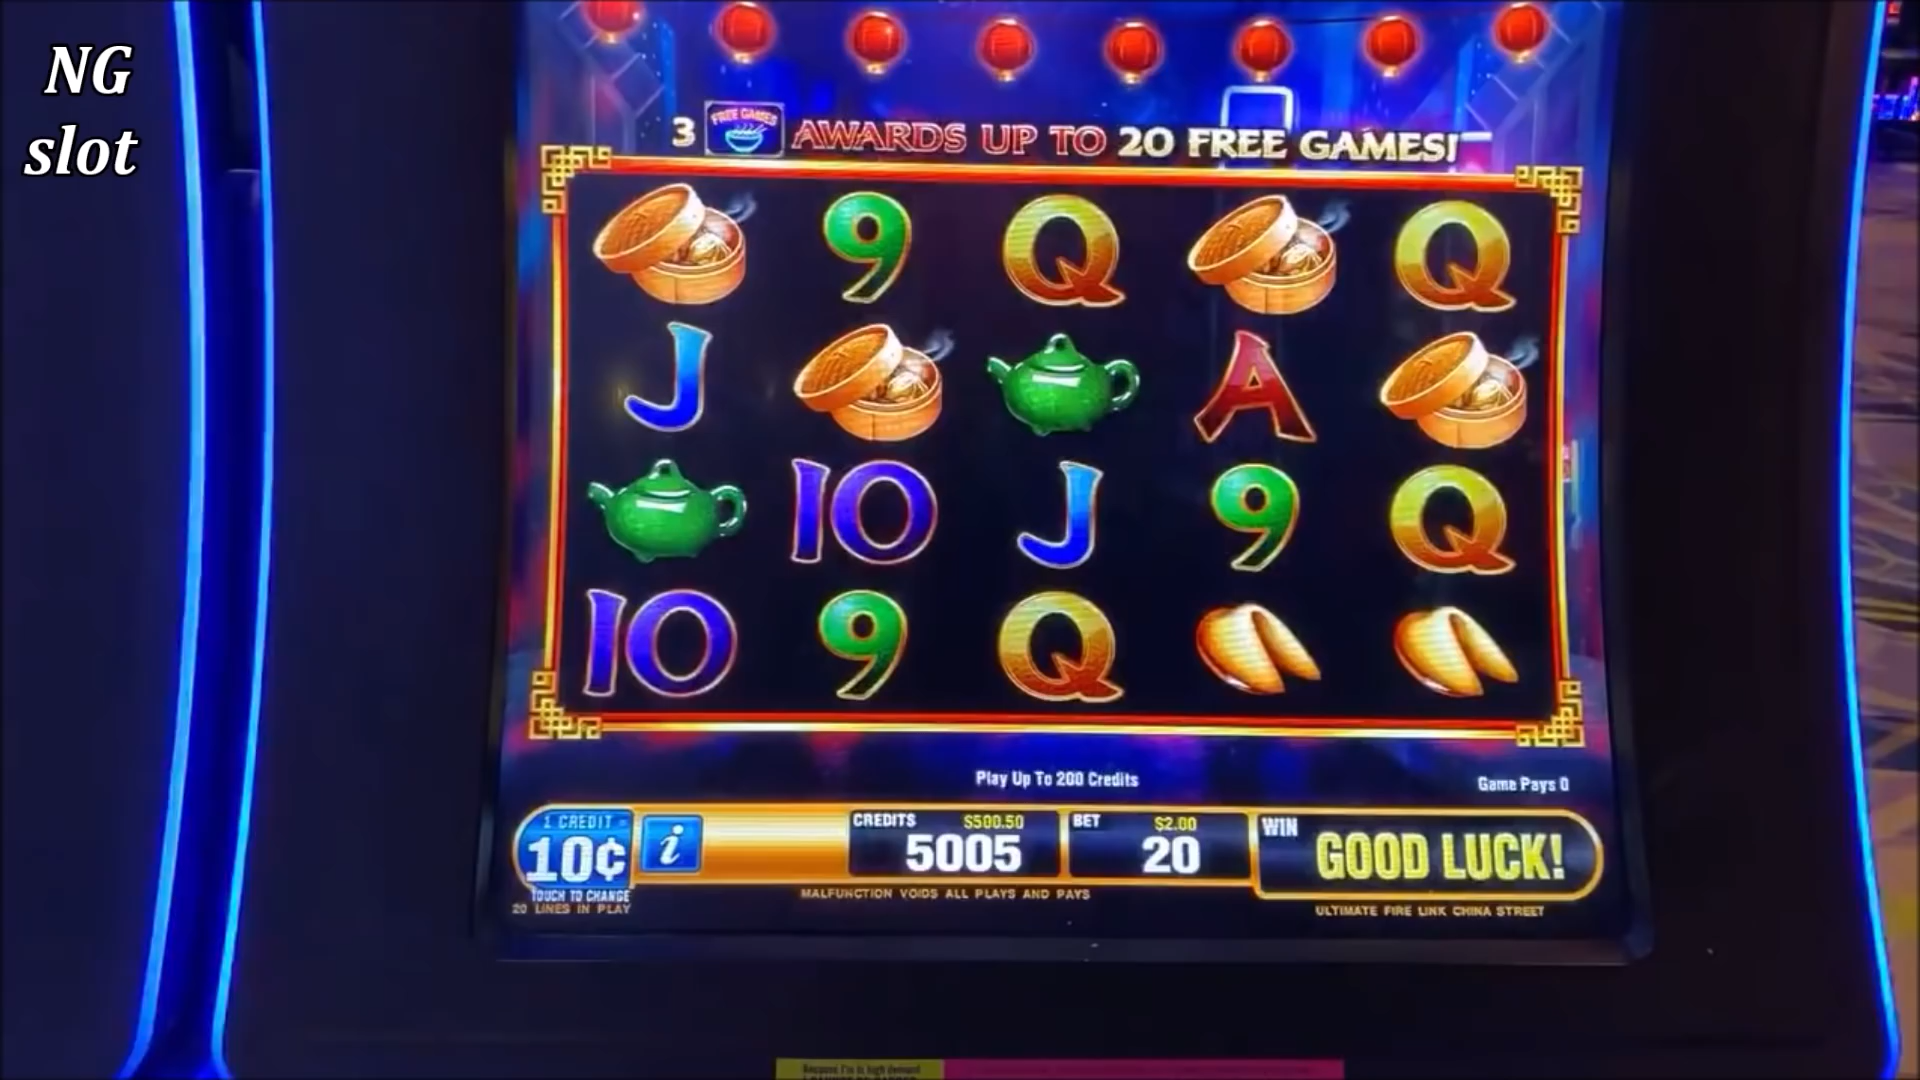 NG
slot
3 FREE GAMES AWARDS UP TO 20 FREE GAMES!
9 Q Q
J A
10 J 9 Q
10 9 Q
Play Up To 200 Credits
Game Pays 0
1 CREDIT =
10¢
TOUCH TO CHANGE
20 LINES IN PLAY
i
CREDITS $500.50
5005
BET $2.00
20
WIN GOOD LUCK!
MALFUNCTION VOIDS ALL PLAYS AND PAYS
ULTIMATE FIRE LINK CHINA STREET